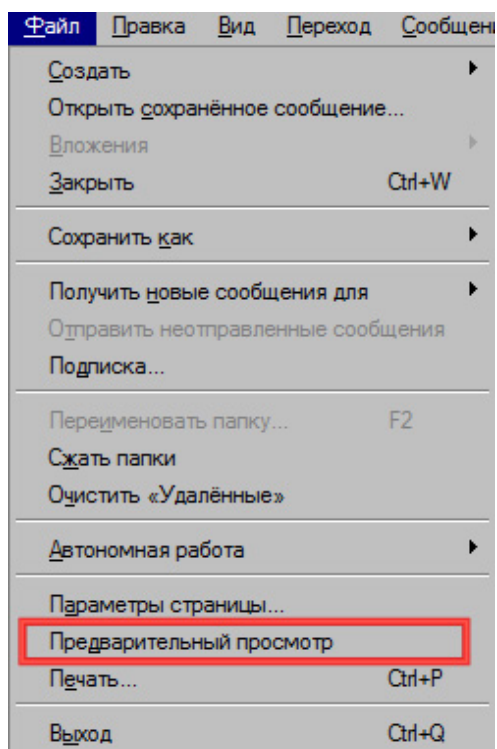 Файл Правка Вид Переход Сообщени
Создать
Открыть сохранённое сообщение...
Вложения
Закрыть Ctrl+W
Сохранить как
Получить новые сообщения для
Отправить неотправленные сообщения
Подписка...
Переименовать папку... F2
Сжать папки
Очистить «Удалённые»
Автономная работа
Параметры страницы...
Предварительный просмотр
Печать... Ctrl+P
Выход Ctrl+Q